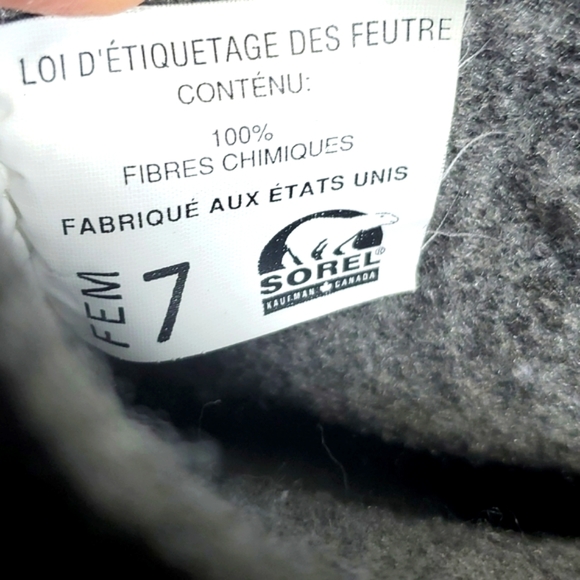 LOI D'ÉTIQUETAGE DES FEUTRE
CONTÉNU:
100%
FIBRES CHIMIQUES
FABRIQUÉ AUX ÉTATS UNIS
FEM 7
SOREL®
KAUFMAN CANADA